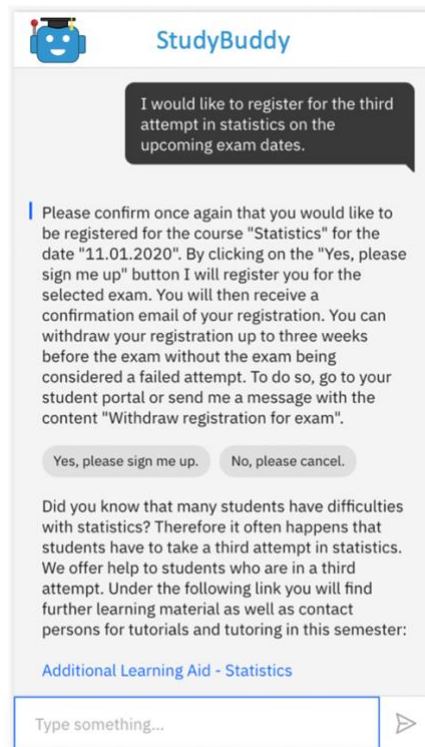 StudyBuddy
I would like to register for the third
attempt in statistics on the
upcoming exam dates.
Please confirm once again that you would like to
be registered for the course "Statistics" for the
date "11.01.2020". By clicking on the "Yes, please
sign me up" button I will register you for the
selected exam. You will then receive a
confirmation email of your registration. You can
withdraw your registration up to three weeks
before the exam without the exam being
considered a failed attempt. To do so, go to your
student portal or send me a message with the
content "Withdraw registration for exam".
Yes, please sign me up. No, please cancel.
Did you know that many students have difficulties
with statistics? Therefore it often happens that
students have to take a third attempt in statistics.
We offer help to students who are in a third
attempt. Under the following link you will find
further learning material as well as contact
persons for tutorials and tutoring in this semester:
Additional Learning Aid - Statistics
Type something...